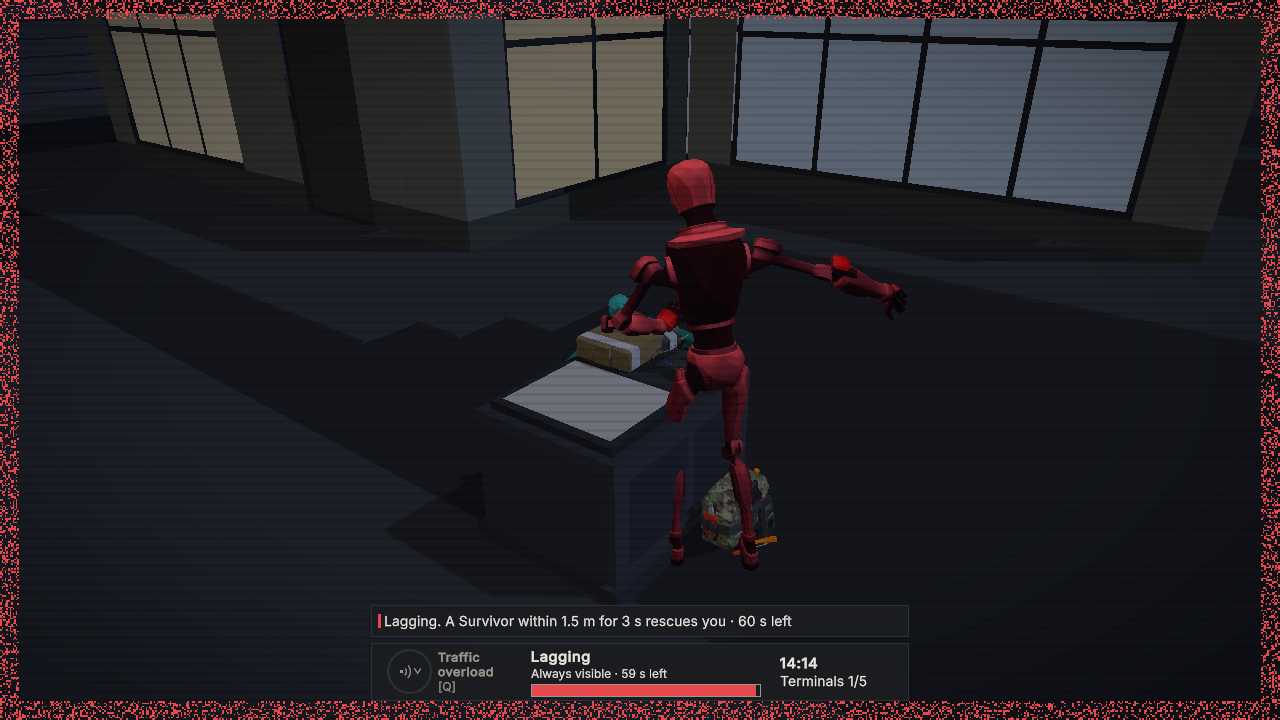 Lagging. A Survivor within 1.5 m for 3 s rescues you · 60 s left
Traffic
overload
[Q]
Lagging
Always visible · 59 s left
14:14
Terminals 1/5